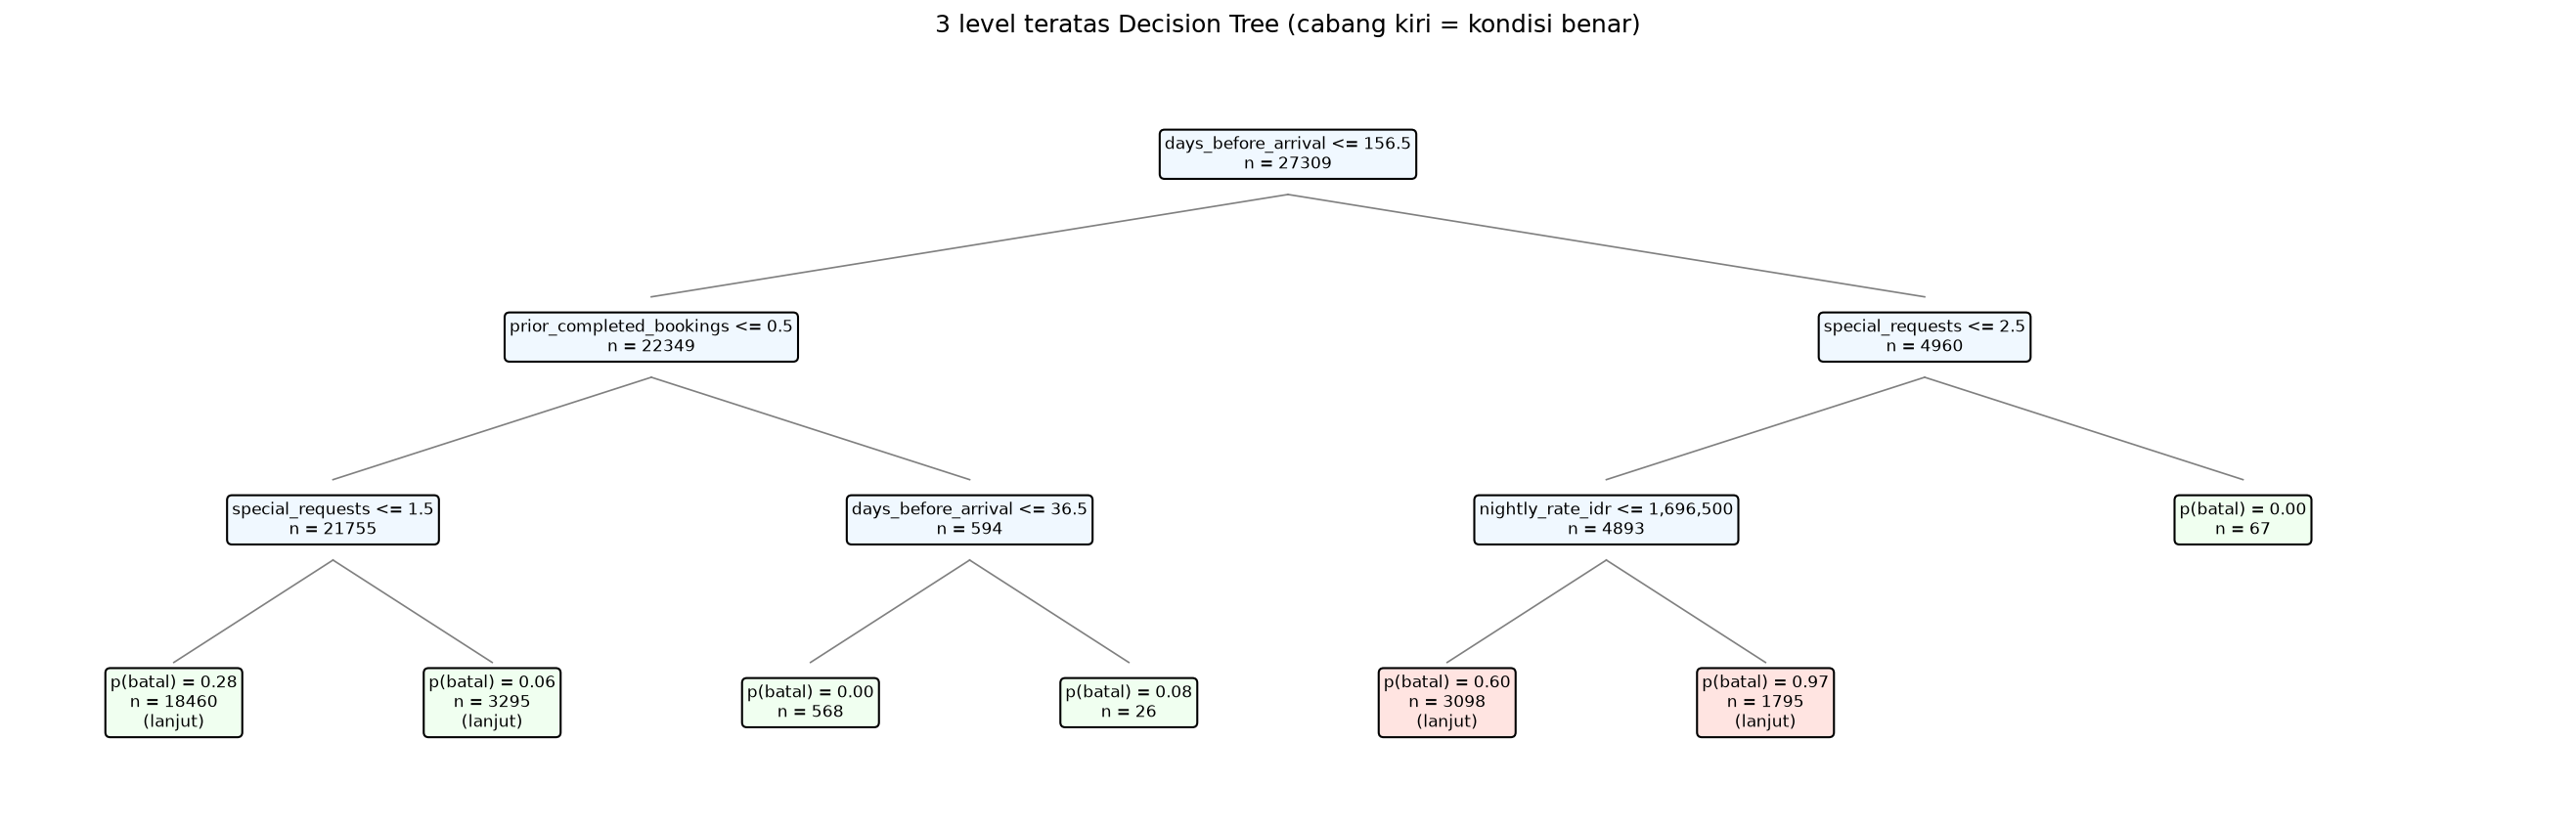 3 level teratas Decision Tree (cabang kiri = kondisi benar)
days_before_arrival <= 156.5
n = 27309
prior_completed_bookings <= 0.5
n = 22349
special_requests <= 2.5
n = 4960
special_requests <= 1.5
n = 21755
days_before_arrival <= 36.5
n = 594
nightly_rate_idr <= 1,696,500
n = 4893
p(batal) = 0.00
n = 67
p(batal) = 0.28
n = 18460
(lanjut)
p(batal) = 0.06
n = 3295
(lanjut)
p(batal) = 0.00
n = 568
p(batal) = 0.08
n = 26
p(batal) = 0.60
n = 3098
(lanjut)
p(batal) = 0.97
n = 1795
(lanjut)